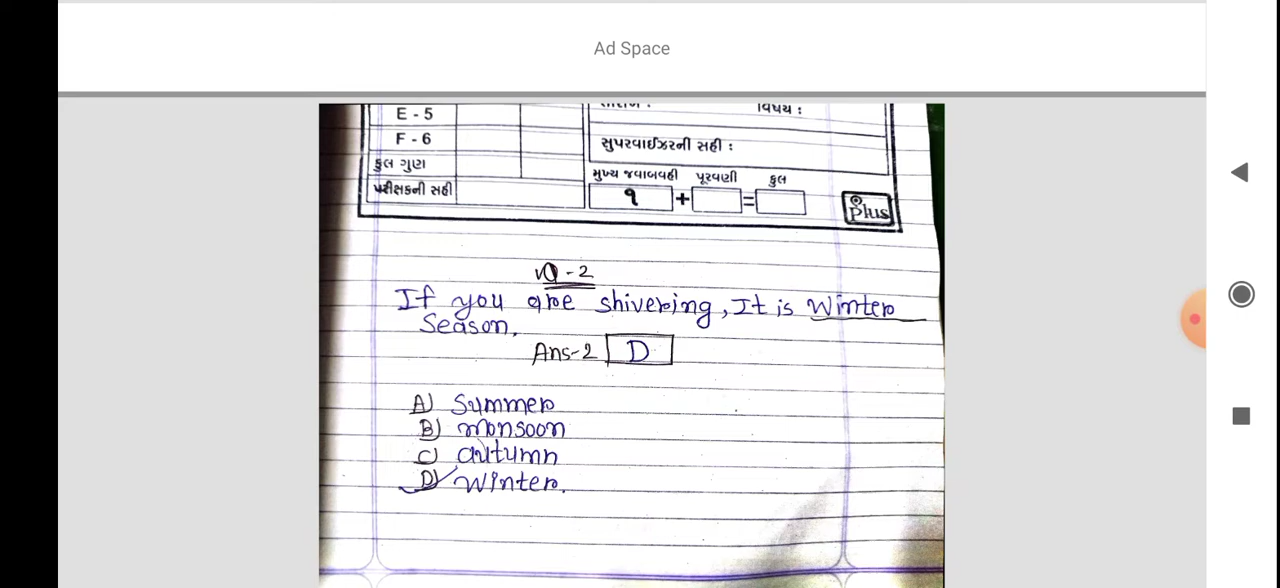 Ad Space
E - 5
F - 6
કુલ ગુણ
પરીક્ષકની સહી
વિષય :
સુપરવાઈઝરની સહી :
મુખ્ય જવાબવહી પૂરવણી કુલ
૧ + =
Plus
Q - 2
If you are shivering, It is Winter
Season.
Ans-2 D
A) Summer
B) monsoon
C) autumn
D) Winter.